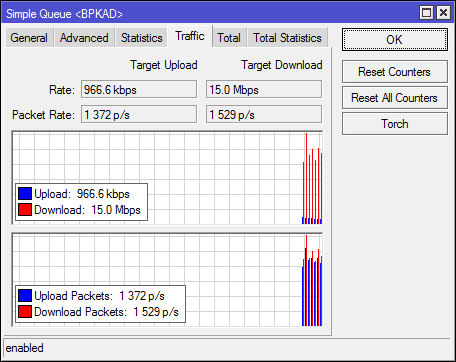 Simple Queue <BPKAD>
General Advanced Statistics Traffic Total Total Statistics
Target Upload Target Download
Rate: 966.6 kbps 15.0 Mbps
Packet Rate: 1 372 p/s 1 529 p/s
Upload: 966.6 kbps
Download: 15.0 Mbps
Upload Packets: 1 372 p/s
Download Packets: 1 529 p/s
OK
Reset Counters
Reset All Counters
Torch
enabled